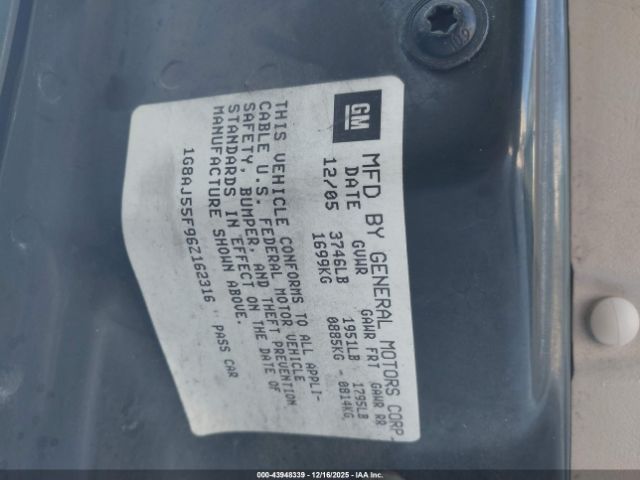 GM
MFD BY GENERAL MOTORS CORP
DATE GVWR GAWR FRT GAWR RR
12/05 3746LB 1951LB 1795LB
1699KG 0885KG - 0814KG
THIS VEHICLE CONFORMS TO ALL APPLI-
CABLE U.S. FEDERAL MOTOR VEHICLE
SAFETY, BUMPER, AND THEFT PREVENTION
STANDARDS IN EFFECT ON THE DATE OF
MANUFACTURE SHOWN ABOVE.
1G8AJ55F96Z162316 PASS CAR
000-43948339 - 12/16/2025 - IAAI.COM